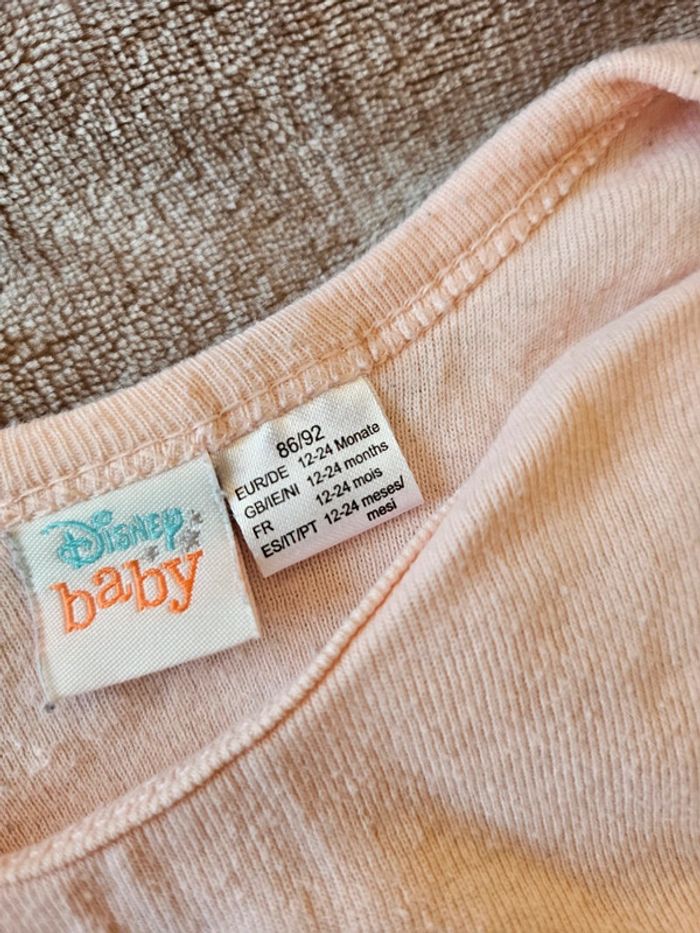 Disney
baby
86/92
EUR/DE 12-24 Monate
GB/IE/NI 12-24 months
FR 12-24 mois
ES/IT/PT 12-24 meses/
mesi